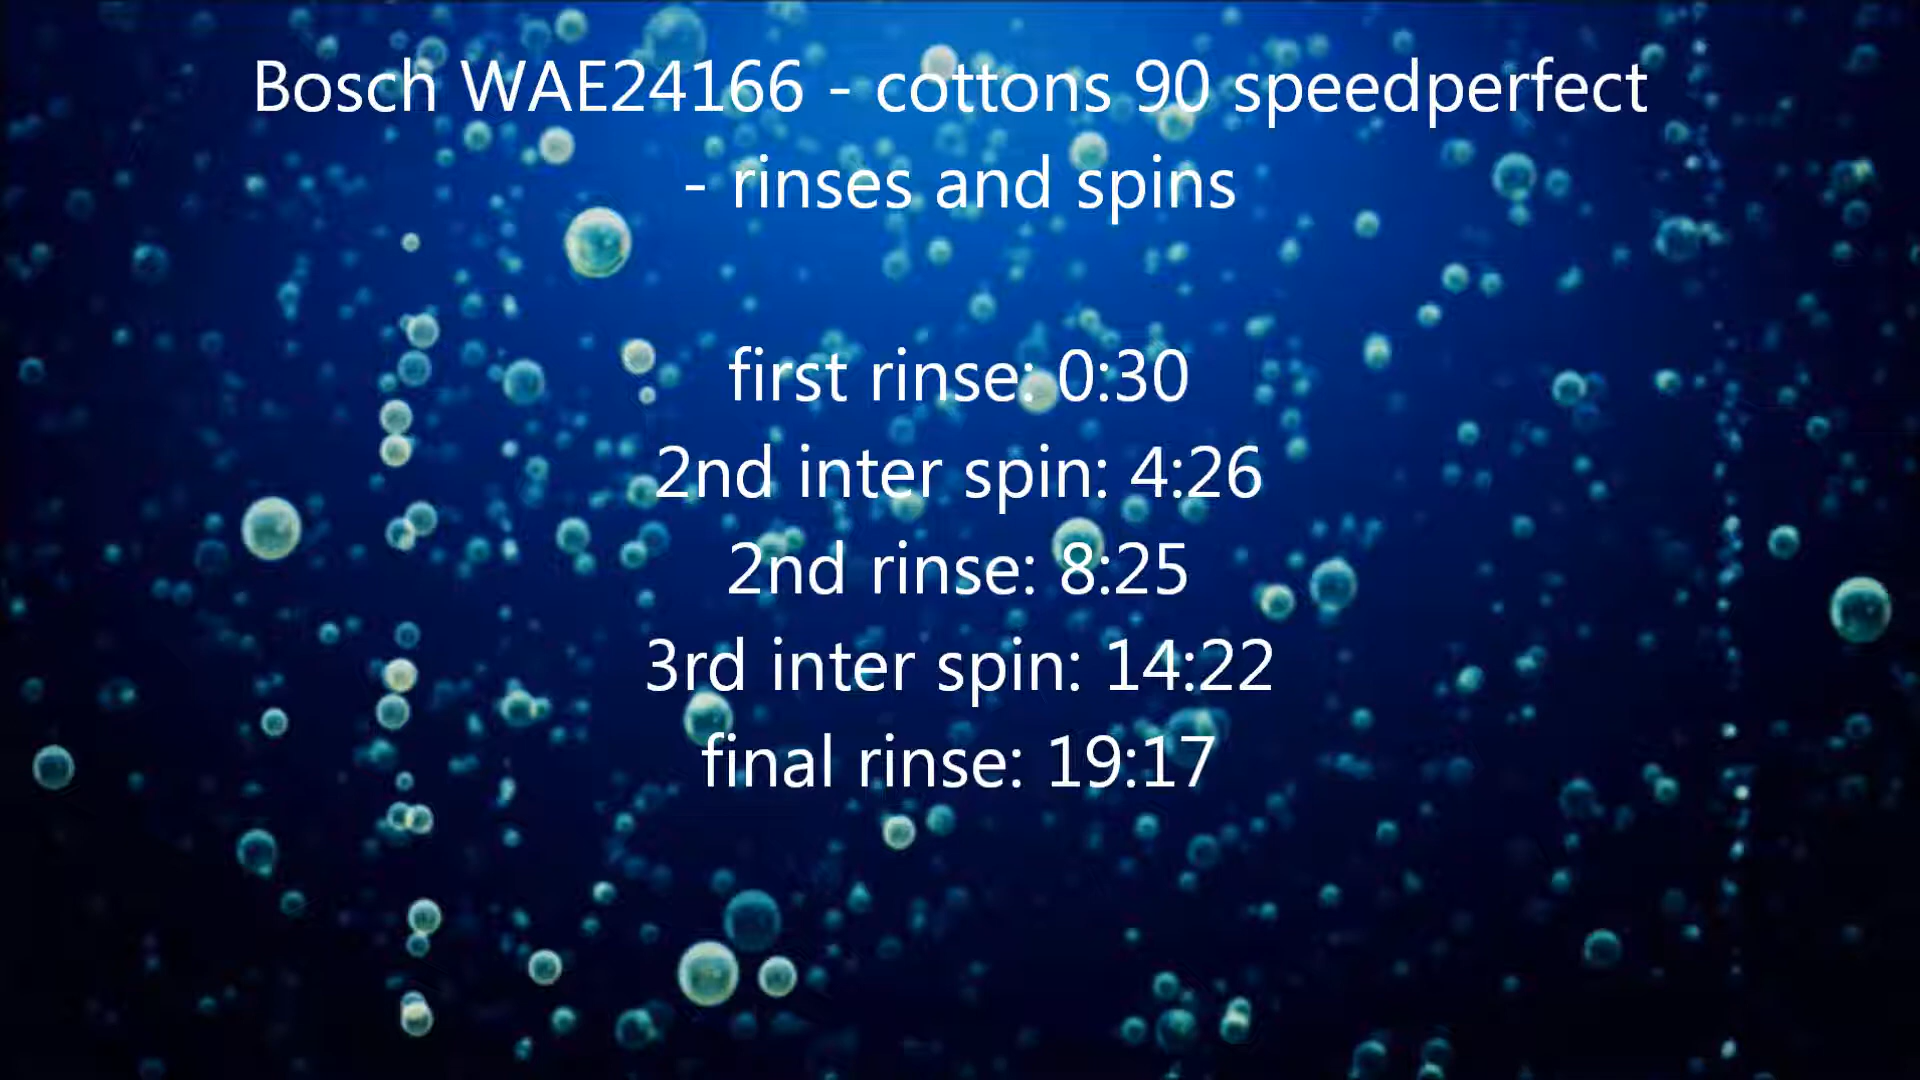 Bosch WAE24166 - cottons 90 speedperfect
- rinses and spins
first rinse: 0:30
2nd inter spin: 4:26
2nd rinse: 8:25
3rd inter spin: 14:22
final rinse: 19:17